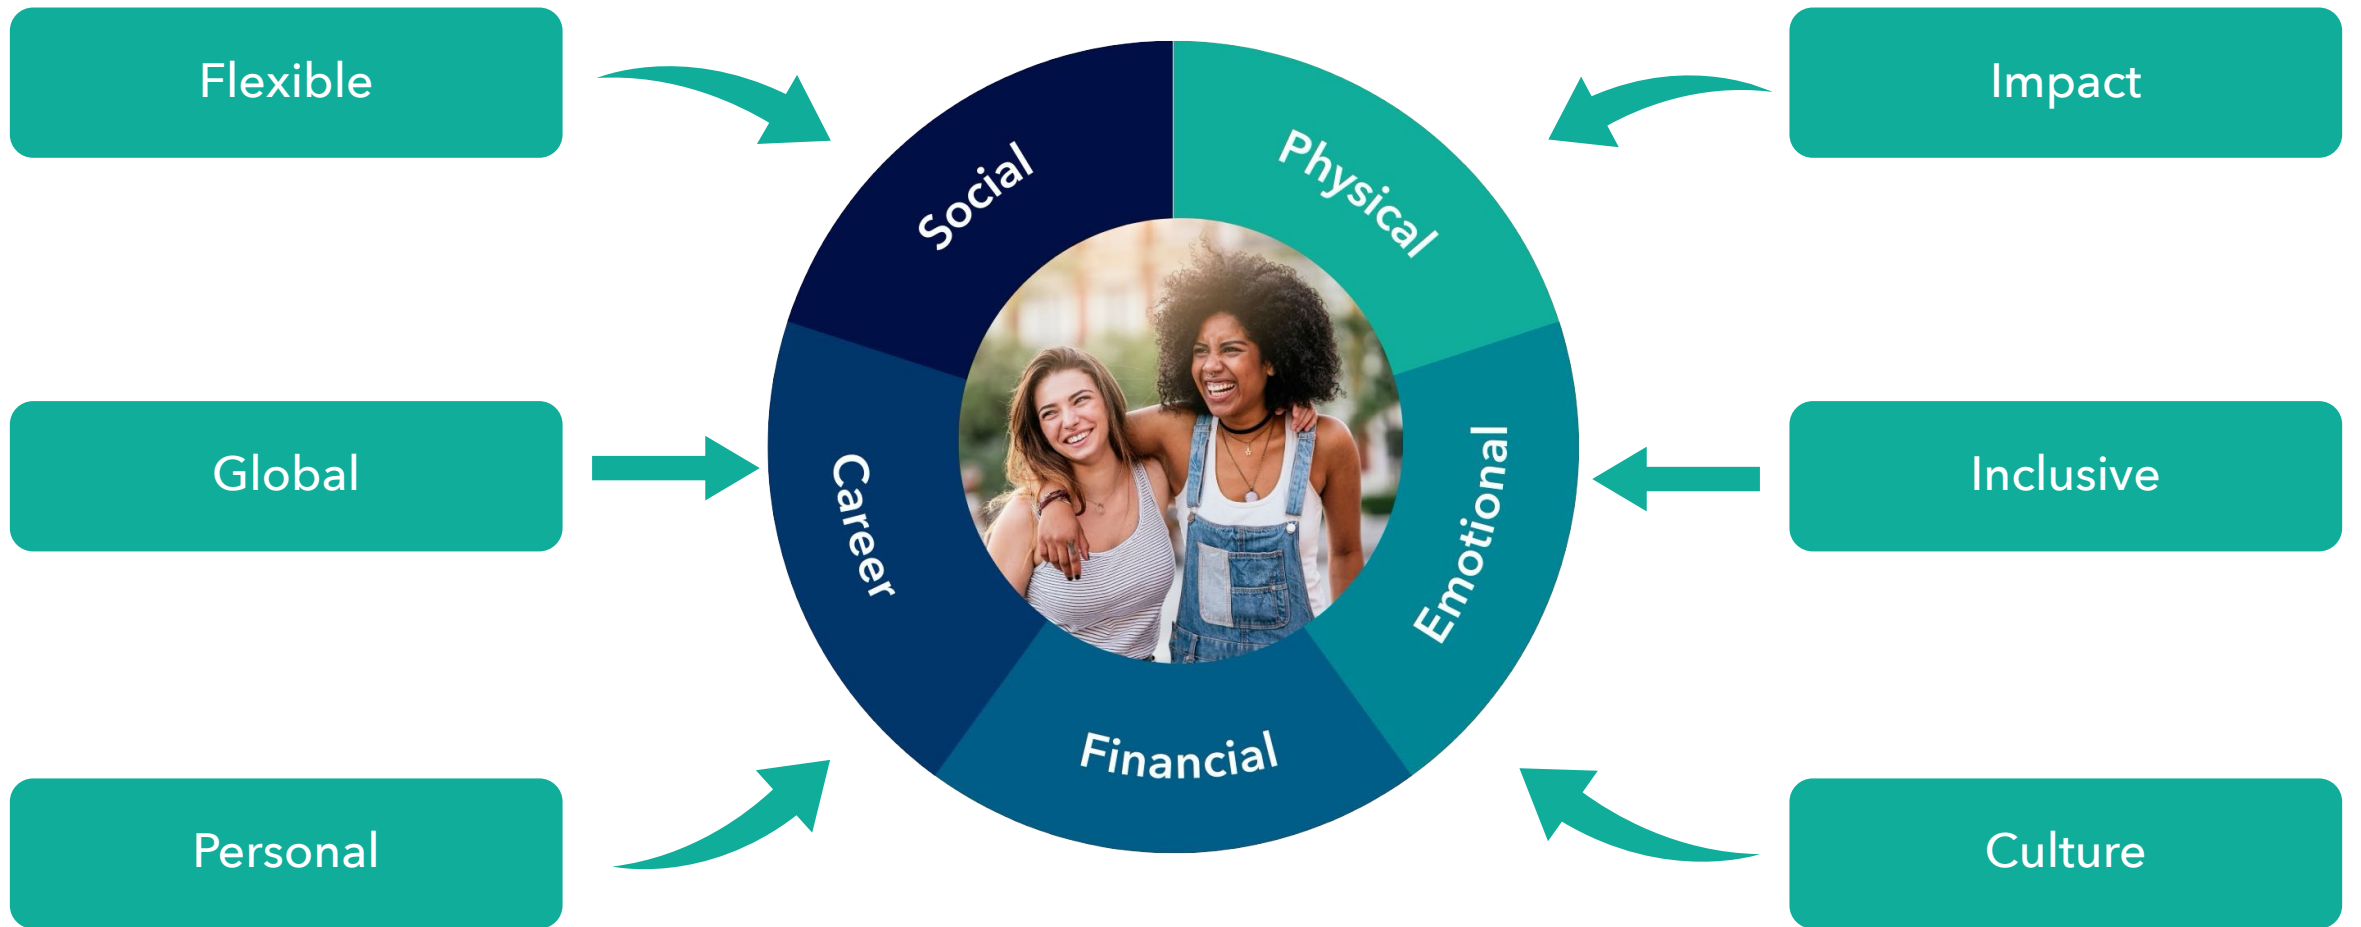 Flexible
Global
Personal
Social
Physical
Career
Emotional
Financial
Impact
Inclusive
Culture